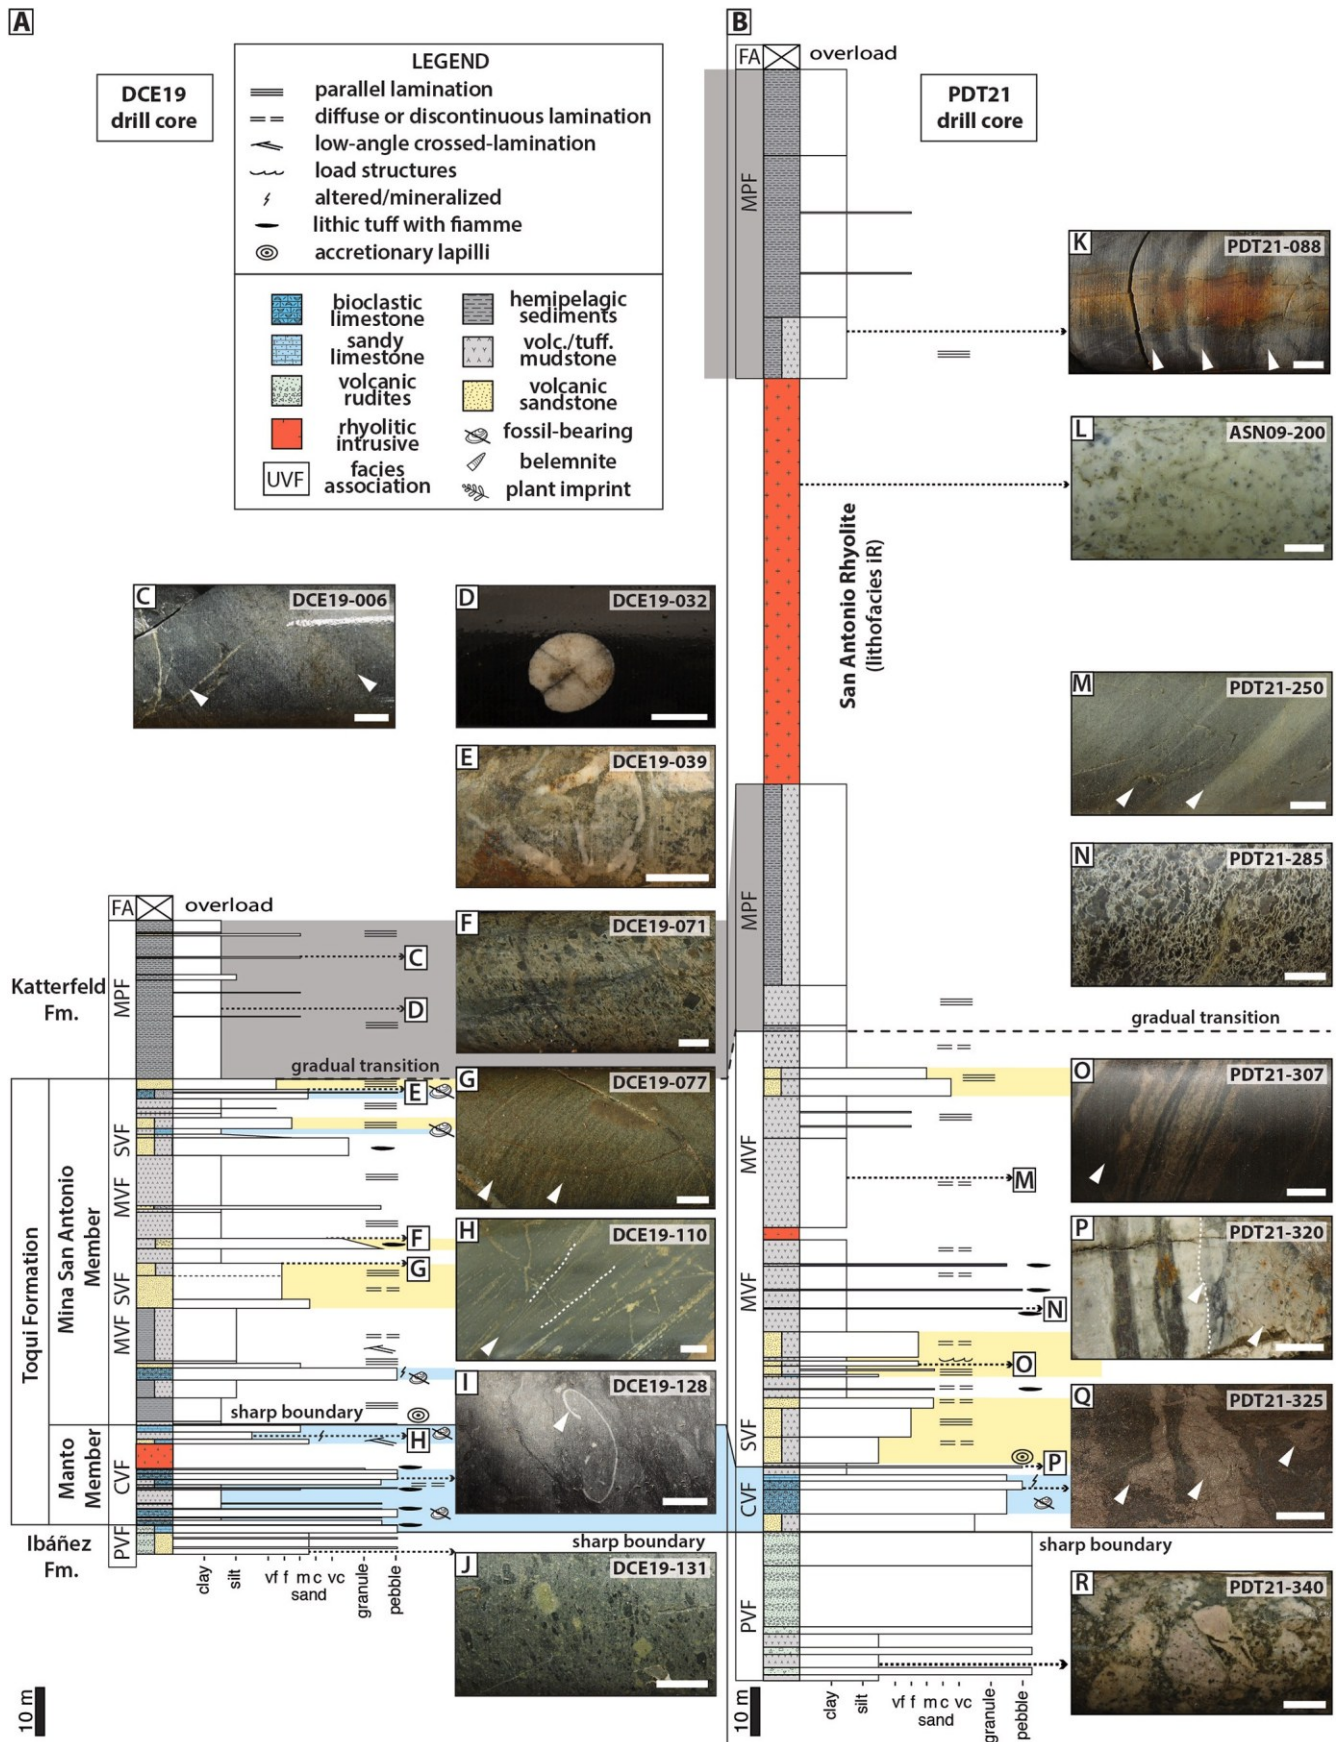 A
DCE19
drill core
LEGEND
parallel lamination
diffuse or discontinuous lamination
low-angle crossed-lamination
load structures
altered/mineralized
lithic tuff with fiamme
accretionary lapilli
bioclastic
limestone
sandy
limestone
volcanic
rudites
rhyolitic
intrusive
UVF
facies
association
hemipelagic
sediments
volc./tuff.
mudstone
volcanic
sandstone
fossil-bearing
belemnite
plant imprint
C
DCE19-006
D
DCE19-032
E
DCE19-039
F
DCE19-071
G
DCE19-077
H
DCE19-110
I
DCE19-128
J
DCE19-131
FA
overload
Katterfeld
Fm.
MPF
C
D
gradual transition
E
Toqui Formation
Mina San Antonio
Member
SVF
MVF
F
G
SVF
MVF
sharp boundary
Manto
Member
CVF
H
Ibáñez
Fm.
PVF
sharp boundary
clay
silt
vf f m c vc
sand
granule
pebble
10 m
B
FA
overload
PDT21
drill core
MPF
San Antonio Rhyolite
(lithofacies iR)
MPF
gradual transition
MVF
M
MVF
N
O
SVF
P
CVF
sharp boundary
PVF
clay
silt
vf f m c vc
sand
granule
pebble
10 m
K
PDT21-088
L
ASN09-200
M
PDT21-250
N
PDT21-285
O
PDT21-307
P
PDT21-320
Q
PDT21-325
R
PDT21-340